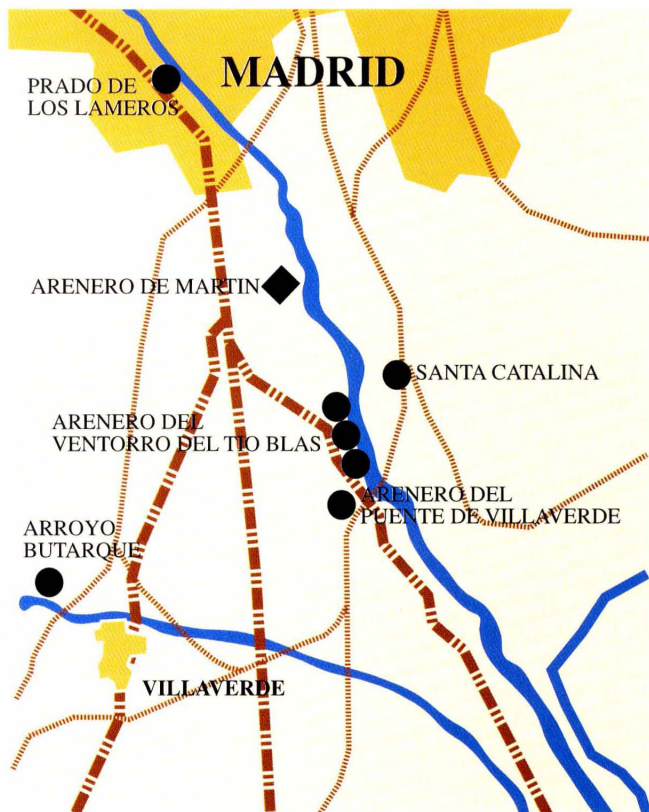 MADRID
PRADO DE
LOS LAMEROS
ARENERO DE MARTIN
SANTA CATALINA
ARENERO DEL
VENTORRO DEL TIO BLAS
ARENERO DEL
PUENTE DE VILLAVERDE
ARROYO
BUTARQUE
VILLAVERDE